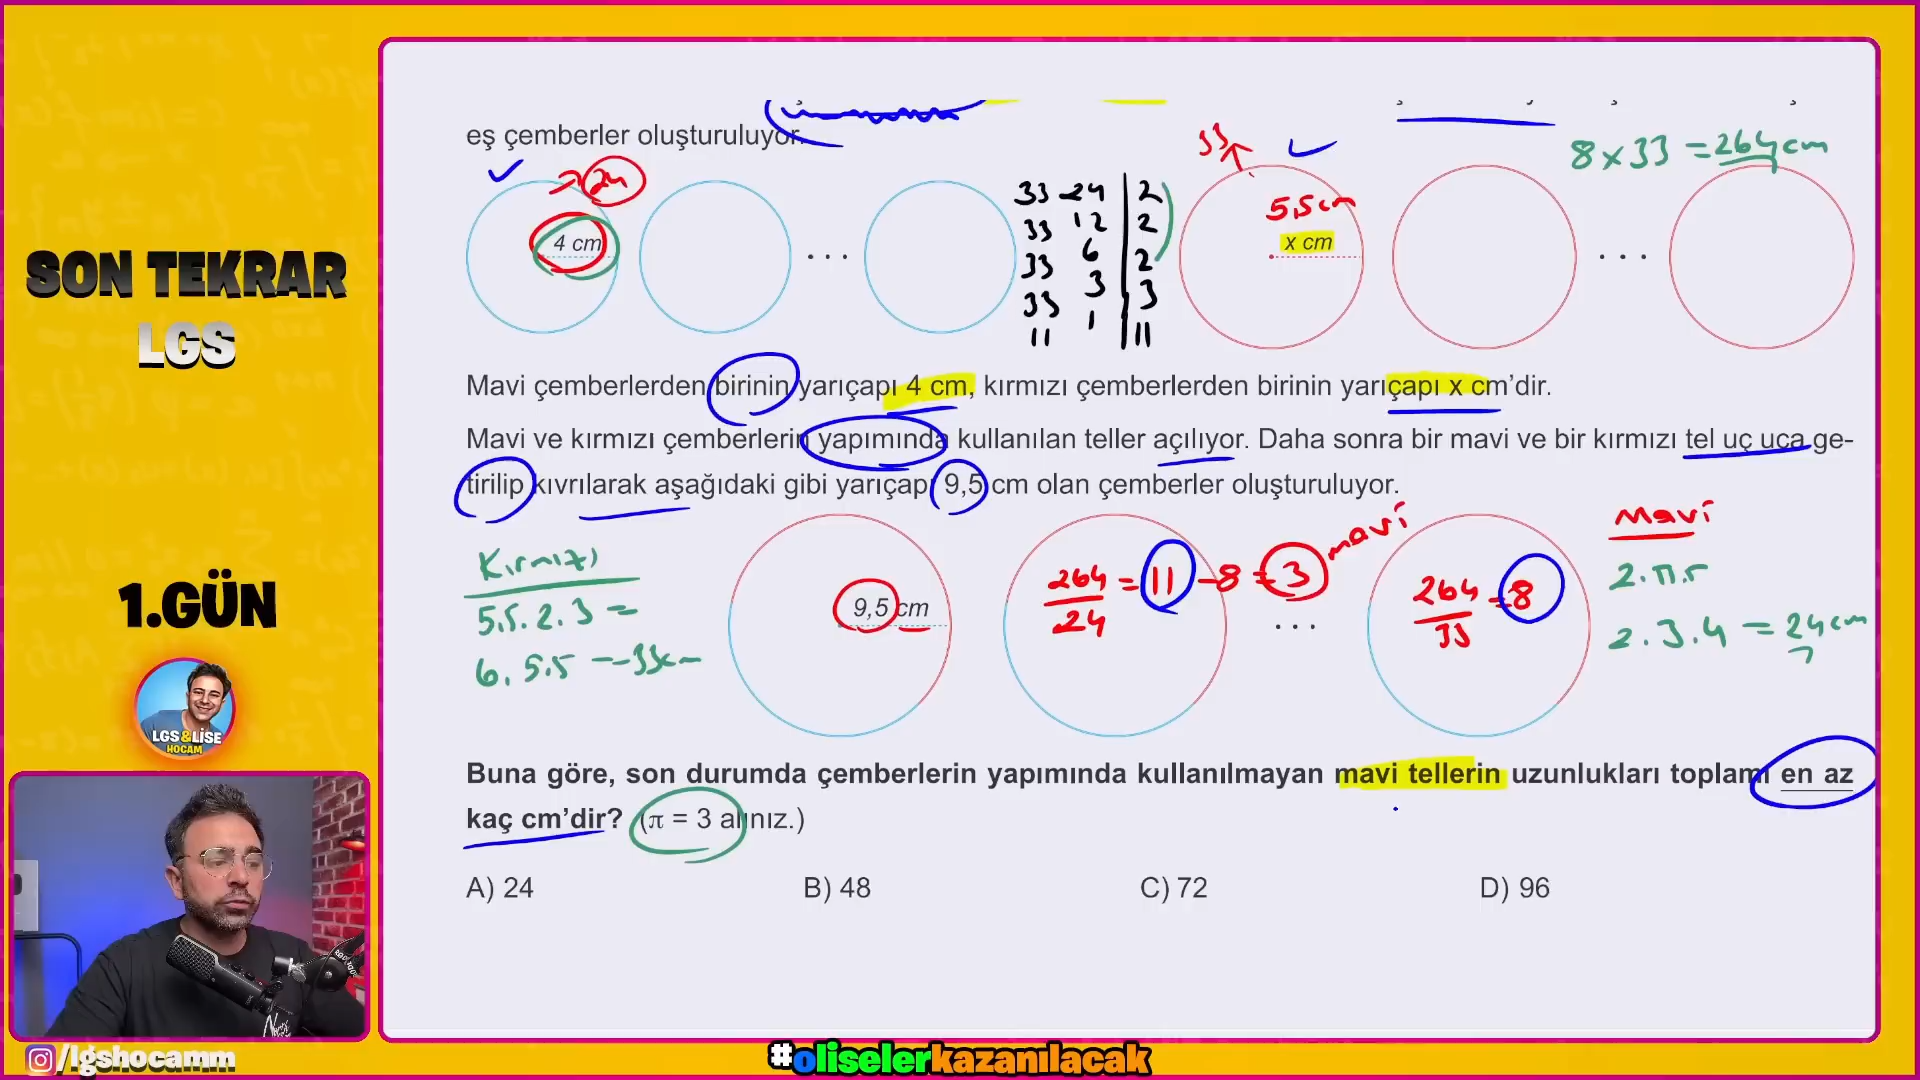 SON TEKRAR
LGS
1.GÜN
LGS&LİSE
HOCAM
/lgshocamm
eş çemberler oluşturuluyor.
24
4 cm
33 24 2
33 12 2
33 6 2
33 3 3
11 1 11
33
5,5 cm
x cm
8 x 33 = 264 cm
Mavi çemberlerden birinin yarıçapı 4 cm, kırmızı çemberlerden birinin yarıçapı x cm’dir.
Mavi ve kırmızı çemberlerin yapımında kullanılan teller açılıyor. Daha sonra bir mavi ve bir kırmızı tel uç uca ge-
tirilip kıvrılarak aşağıdaki gibi yarıçapı 9,5 cm olan çemberler oluşturuluyor.
Kırmızı
5,5.2.3 =
6. 5.5 = 33cm
9,5 cm
264/24 = 11 - 8 = 3 mavi
264/33 = 8
Mavi
2.π.r
2.3.4 = 24 cm
Buna göre, son durumda çemberlerin yapımında kullanılmayan mavi tellerin uzunlukları toplamı en az
kaç cm’dir? (π = 3 alınız.)
A) 24 B) 48 C) 72 D) 96
#oliselerkazanılacak